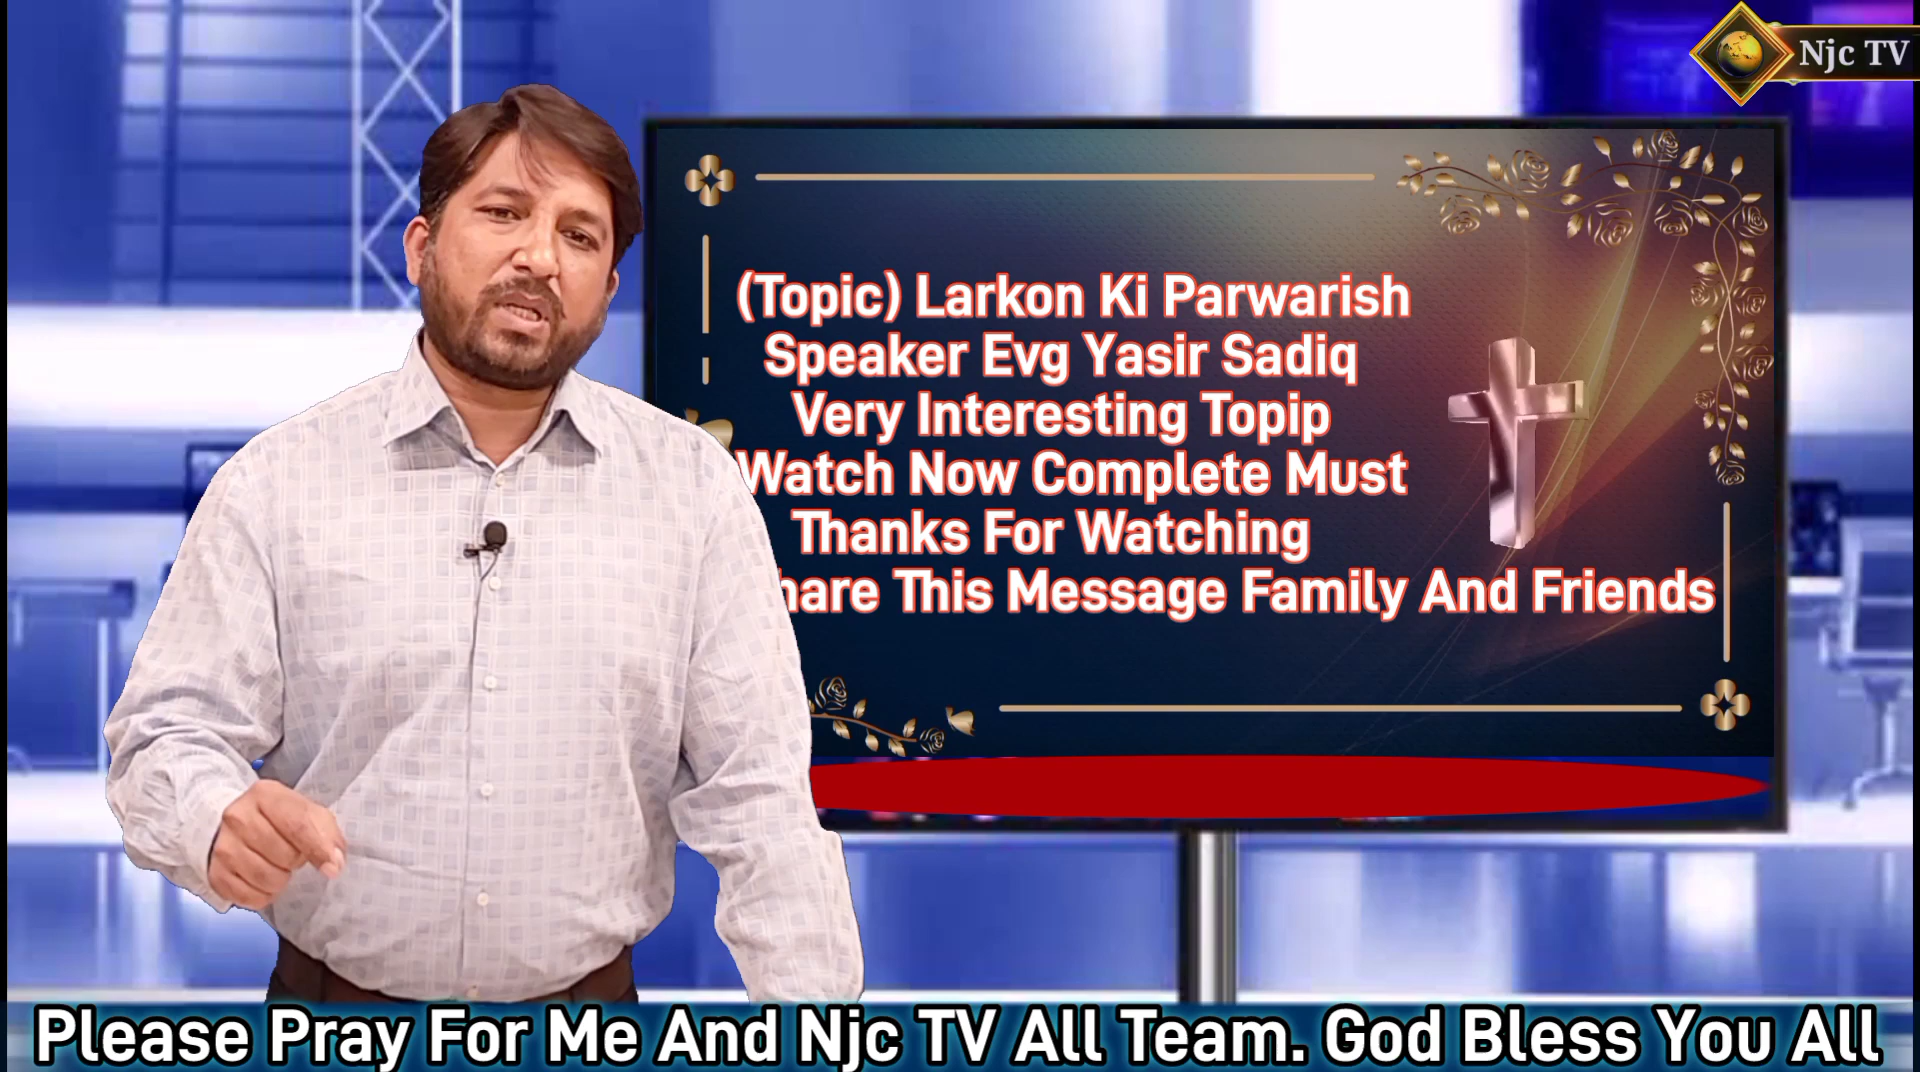 Njc TV
(Topic) Larkon Ki Parwarish
Speaker Evg Yasir Sadiq
Very Interesting Topip
Watch Now Complete Must
Thanks For Watching
hare This Message Family And Friends
Please Pray For Me And Njc TV All Team. God Bless You All